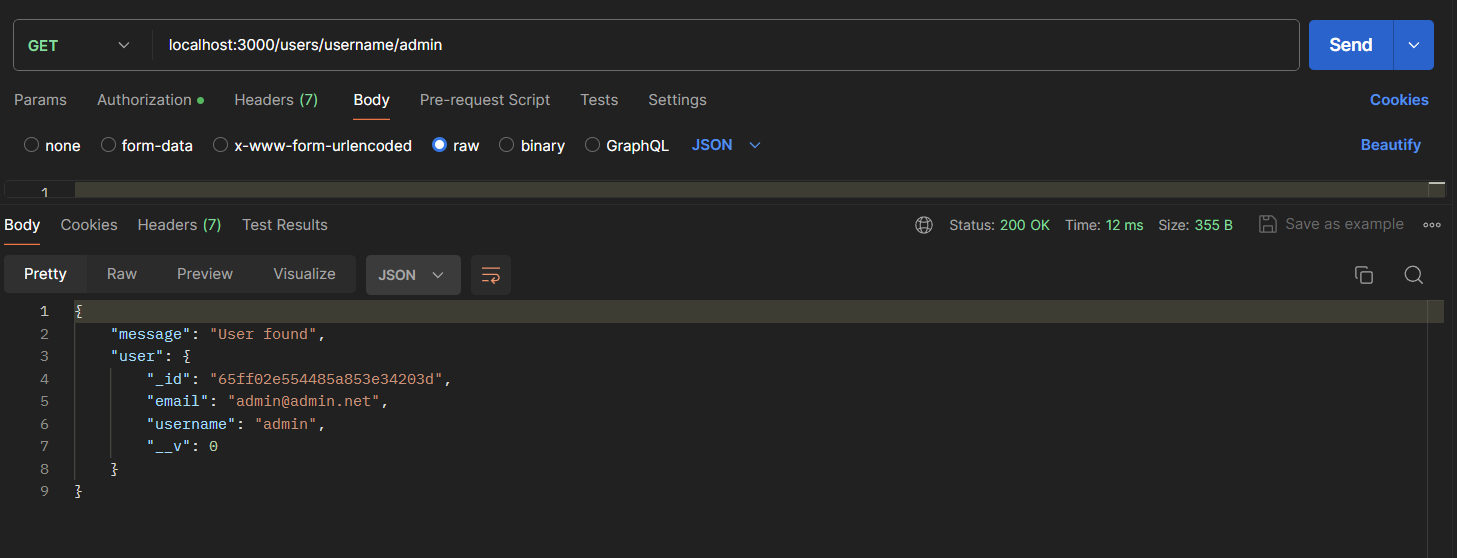 GET localhost:3000/users/username/admin Send
Params Authorization Headers (7) Body Pre-request Script Tests Settings Cookies
none form-data x-www-form-urlencoded raw binary GraphQL JSON Beautify
1
Body Cookies Headers (7) Test Results Status: 200 OK Time: 12 ms Size: 355 B Save as example
Pretty Raw Preview Visualize JSON
1 {
2 "message": "User found",
3 "user": {
4 "_id": "65ff02e554485a853e34203d",
5 "email": "admin@admin.net",
6 "username": "admin",
7 "__v": 0
8 }
9 }